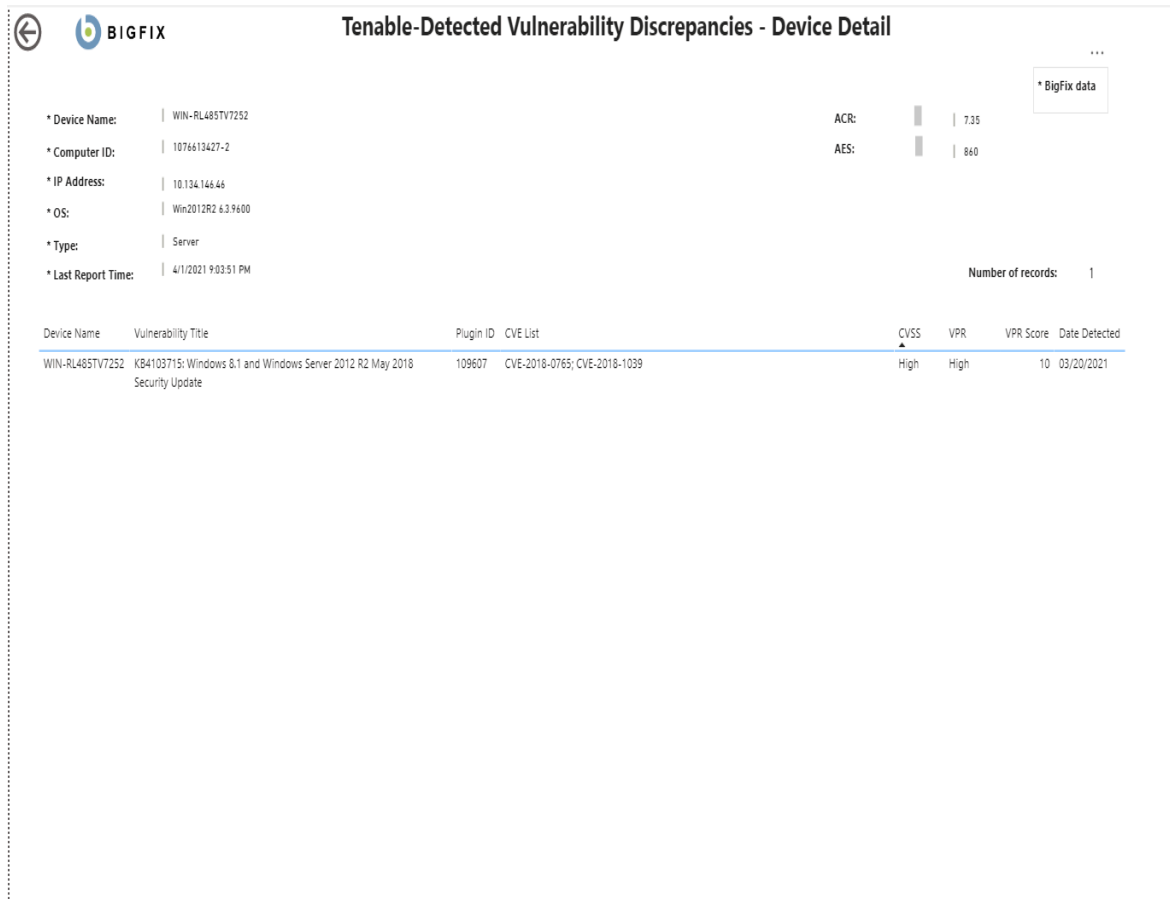 BIGFIX
Tenable-Detected Vulnerability Discrepancies - Device Detail
...
* BigFix data
* Device Name: WIN-RL485TV7252
ACR: 7.35
* Computer ID: 1076613427-2
AES: 860
* IP Address: 10.134.146.46
* OS: Win2012R2 6.3.9600
* Type: Server
* Last Report Time: 4/1/2021 9:03:51 PM
Number of records: 1
Device Name Vulnerability Title Plugin ID CVE List CVSS VPR VPR Score Date Detected
WIN-RL485TV7252 KB4103715: Windows 8.1 and Windows Server 2012 R2 May 2018 109607 CVE-2018-0765; CVE-2018-1039 High High 10 03/20/2021
Security Update